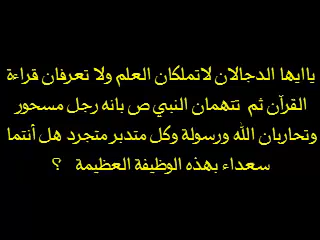 ياايها الدجالان لاتملكان العلم ولا تعرفان قراءة
القرآن ثم تتهمان النبي ص بانه رجل مسحور
وتحاربان الله ورسولة وكل متدبر متجرد هل أنتما
سعداء بهذه الوظيفة العظيمة ؟